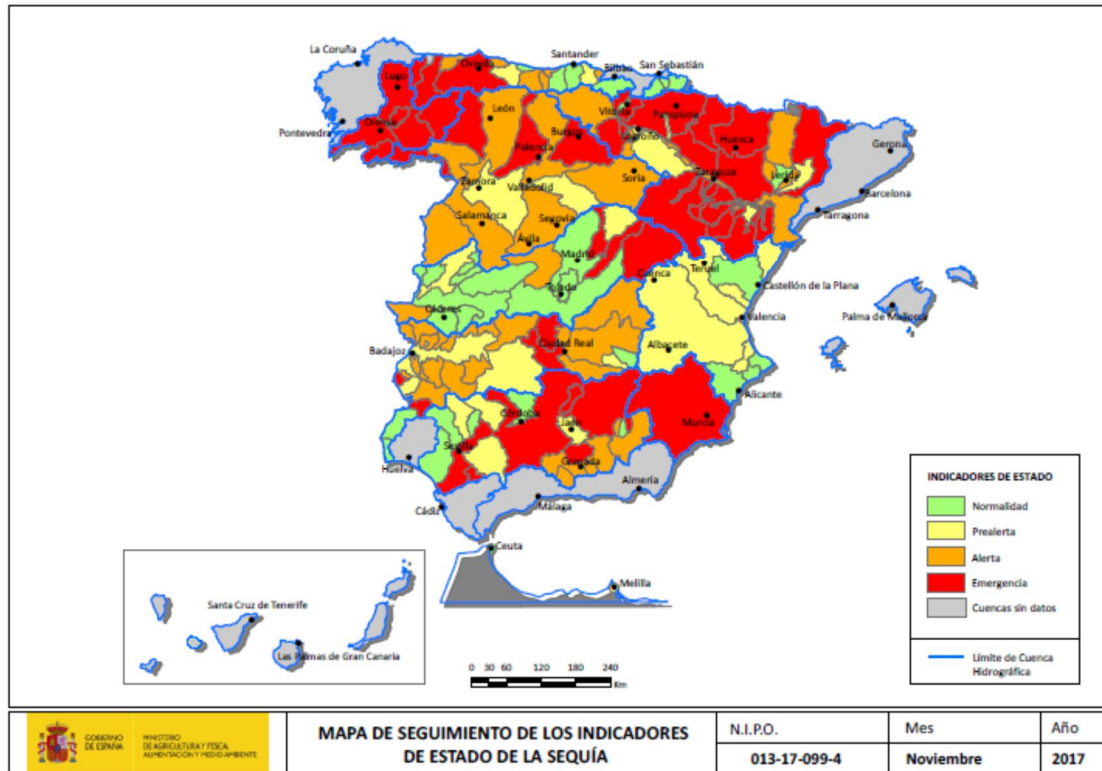 La Coruña
Lugo
Oviedo
Santander
Bilbao
San Sebastián
Pontevedra
Orense
León
Burgos
Vitoria
Logroño
Pamplona
Huesca
Gerona
Palencia
Zamora
Valladolid
Soria
Zaragoza
Lerida
Barcelona
Tarragona
Salamanca
Segovia
Ávila
Madrid
Cuenca
Teruel
Castellón de la Plana
Toledo
Cáceres
Valencia
Palma de Mallorca
Badajoz
Ciudad Real
Albacete
Alicante
Córdoba
Jaén
Murcia
Sevilla
Huelva
Granada
Almería
Cádiz
Málaga
Ceuta
Melilla
Santa Cruz de Tenerife
Las Palmas de Gran Canaria
0 30 60 120 180 240
Km
INDICADORES DE ESTADO
Normalidad
Prealerta
Alerta
Emergencia
Cuencas sin datos
Límite de Cuenca
Hidrográfica
GOBIERNO
DE ESPAÑA
MINISTERIO
DE AGRICULTURA Y PESCA,
ALIMENTACIÓN Y MEDIO AMBIENTE
MAPA DE SEGUIMIENTO DE LOS INDICADORES
DE ESTADO DE LA SEQUÍA
N.I.P.O.
013-17-099-4
Mes
Noviembre
Año
2017